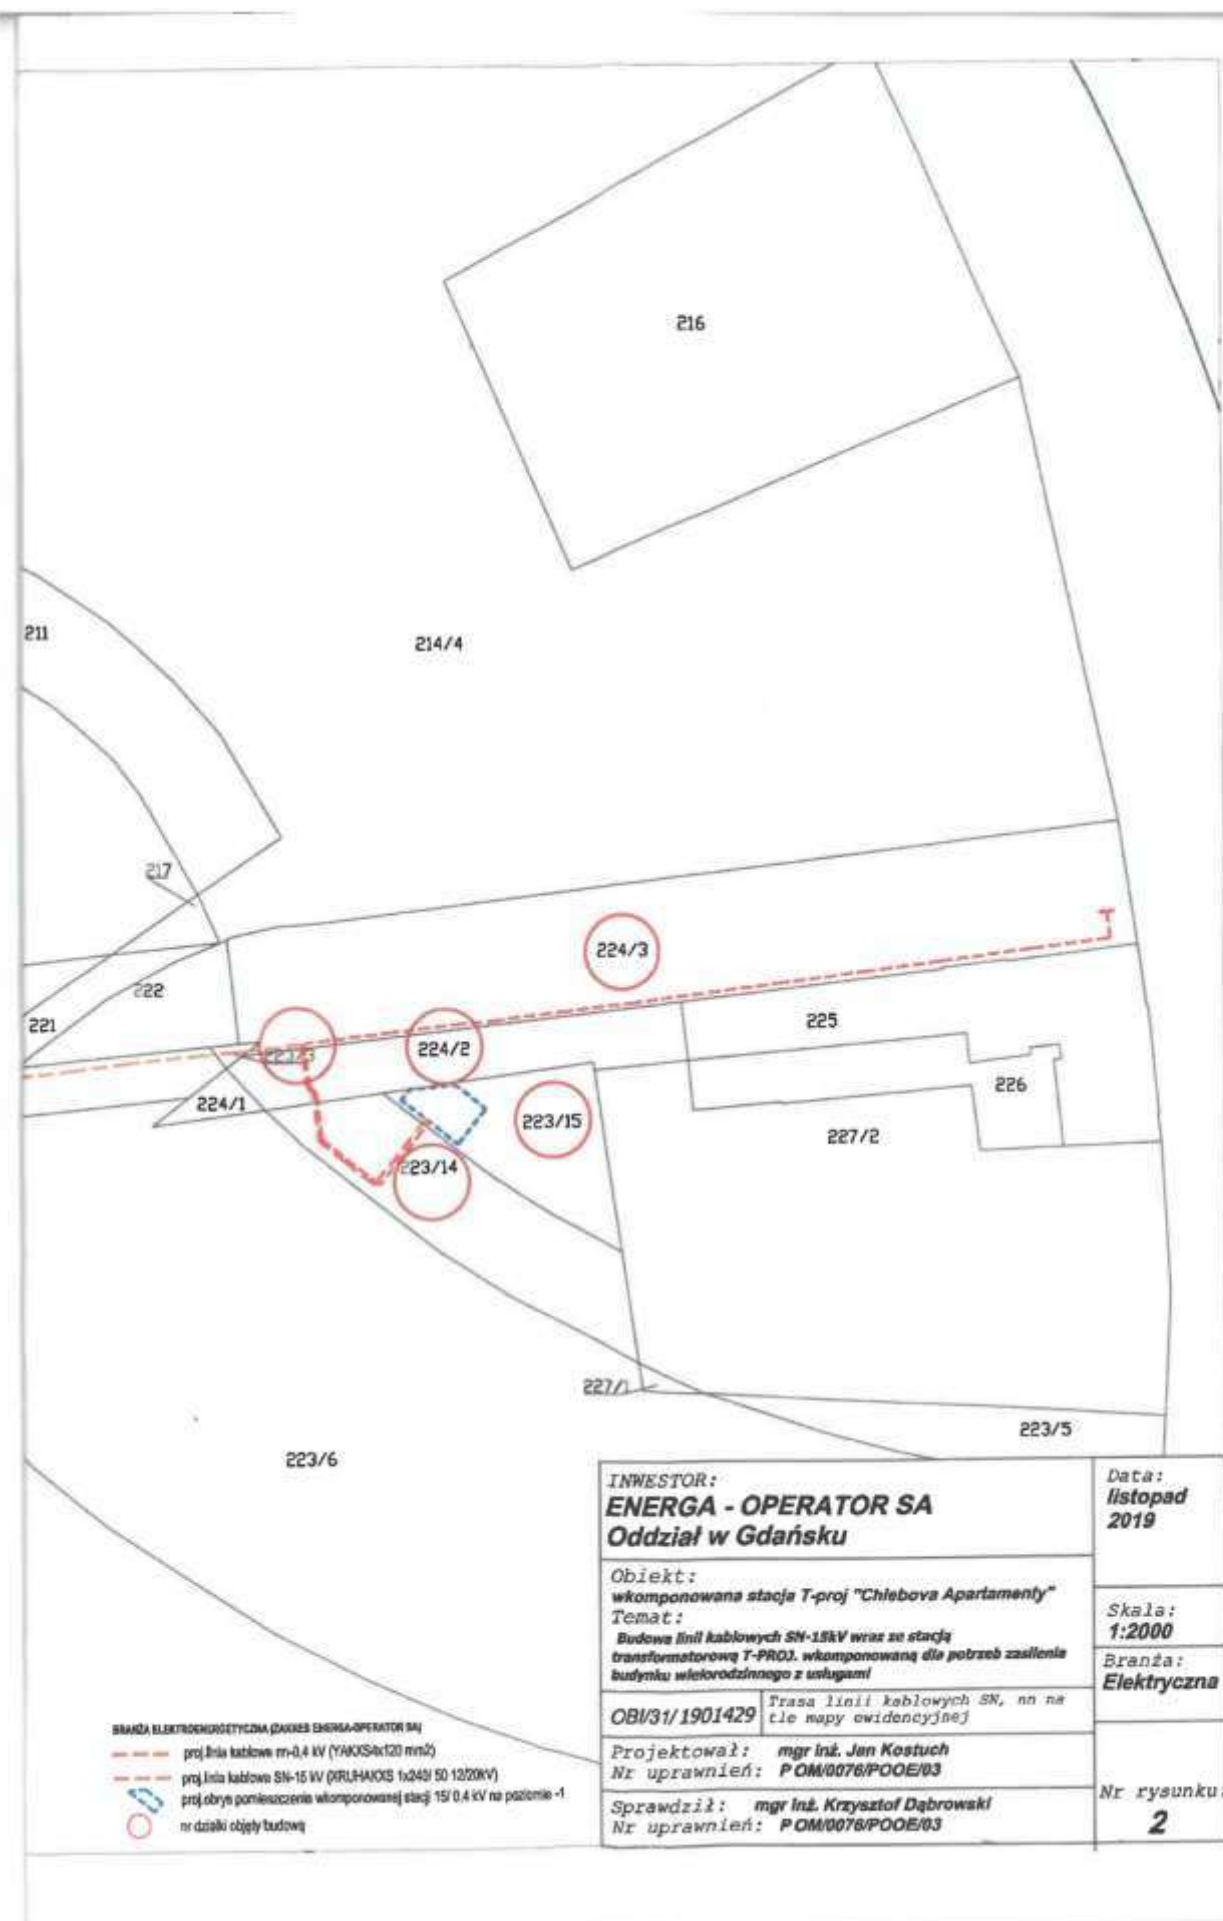 216
211
214/4
217
224/3
222
221
225
224/2
226
224/1
223/15
227/2
223/14
227/1
223/5
223/6
INWESTOR:
ENERGA - OPERATOR SA
Oddział w Gdańsku
Data:
listopad
2019
Obiekt:
wkomponowana stacja T-proj "Chlebova Apartamenty"
Temat:
Budowa linii kablowych SN-15kV wraz ze stacją
transformatorową T-PROJ. wkomponowaną dla potrzeb zasilenia
budynku wielorodzinnego z usługami
Skala:
1:2000
Branża:
Elektryczna
OBI/31/1901429
Trasa linii kablowych SN, nn na
tle mapy ewidencyjnej
Projektował: mgr inż. Jan Kostuch
Nr uprawnień: POM/0076/POOE/03
Sprawdził: mgr inż. Krzysztof Dąbrowski
Nr uprawnień: POM/0076/POOE/03
Nr rysunku:
2
BRANŻA ELEKTROENERGETYCZNA (ZAKRES ENERGA-OPERATOR SA)
proj.linia kablowa nn-0,4 kV (YAKXS4x120 mm2)
proj.linia kablowa SN-15 kV (XRUHAKXS 1x240/ 50 12/20kV)
proj.obrys pomieszczenia wkomponowanej stacji 15/ 0,4 kV na poziomie -1
nr działki objęty budową